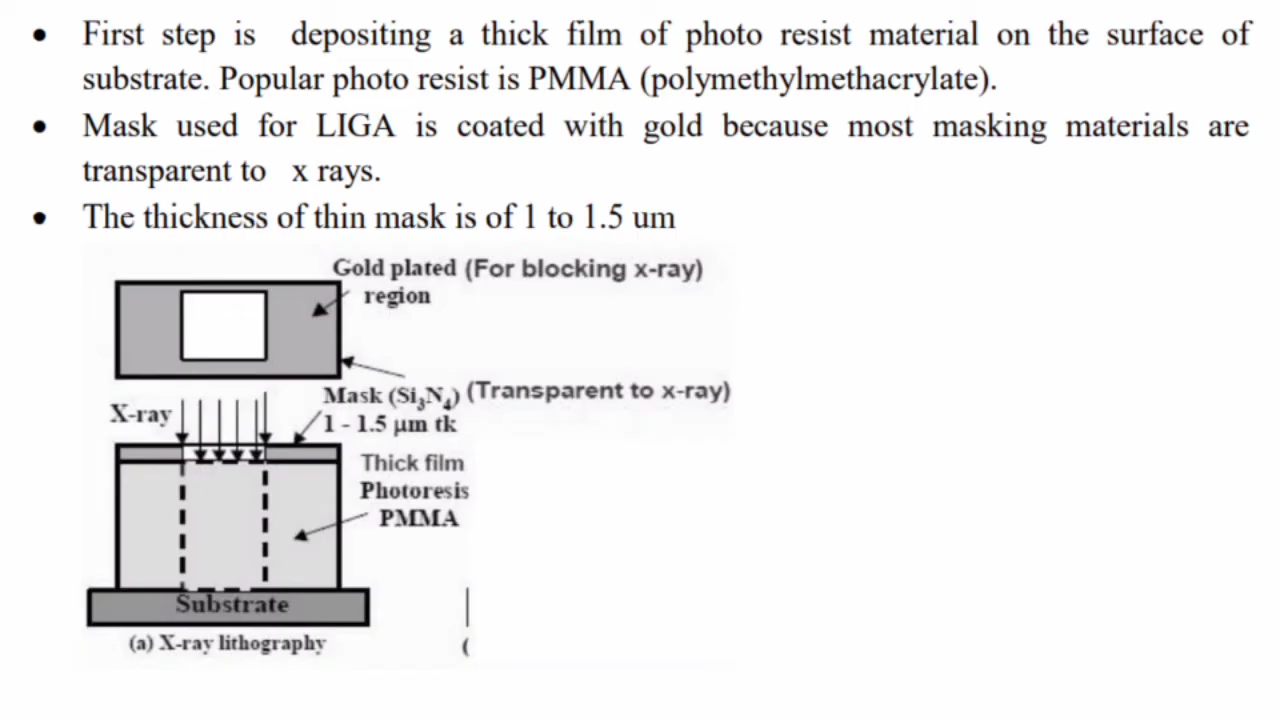 • First step is depositing a thick film of photo resist material on the surface of
substrate. Popular photo resist is PMMA (polymethylmethacrylate).
• Mask used for LIGA is coated with gold because most masking materials are
transparent to x rays.
• The thickness of thin mask is of 1 to 1.5 um
Gold plated (For blocking x-ray)
region
Mask (Si₃N₄) (Transparent to x-ray)
X-ray
1 - 1.5 μm tk
Thick film
Photoresis
PMMA
Substrate
(a) X-ray lithography
(